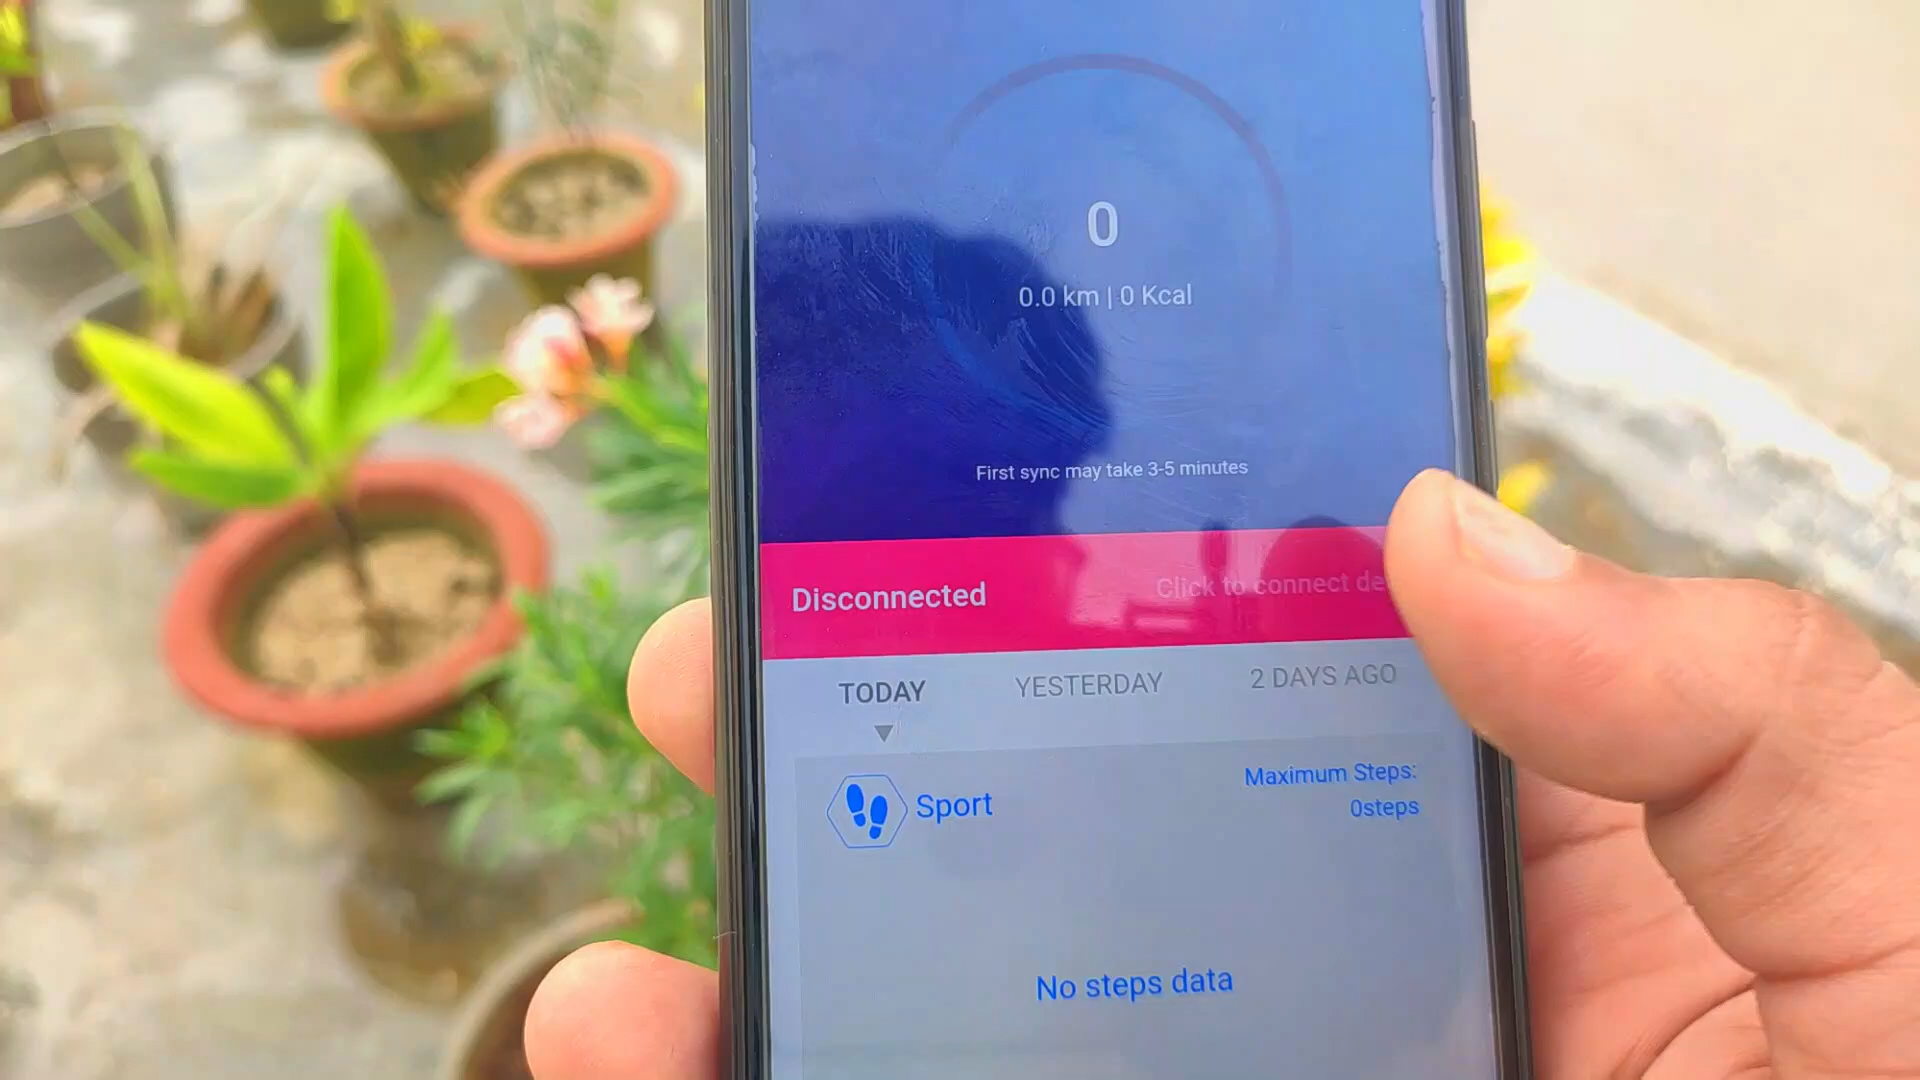 0
0.0 km | 0 Kcal
First sync may take 3-5 minutes
Disconnected
Click to connect
TODAY
YESTERDAY
2 DAYS AGO
Sport
Maximum Steps:
0steps
No steps data